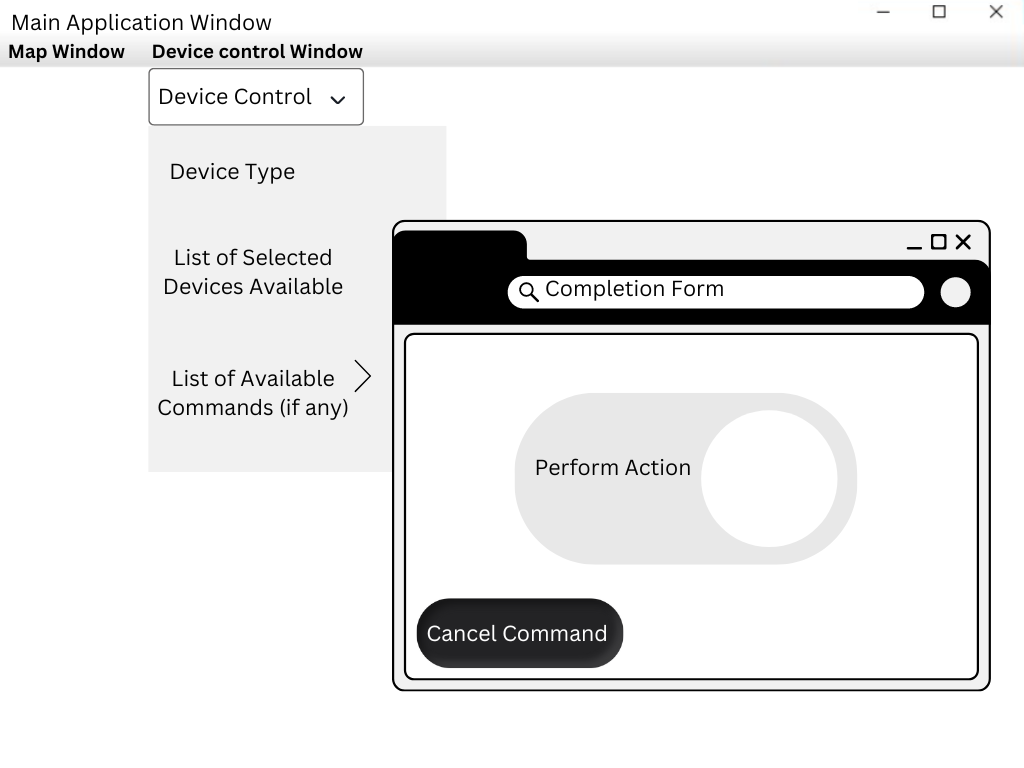 Main Application Window
Map Window
Device control Window
Device Control
Device Type
List of Selected
Devices Available
List of Available
Commands (if any)
Completion Form
Perform Action
Cancel Command